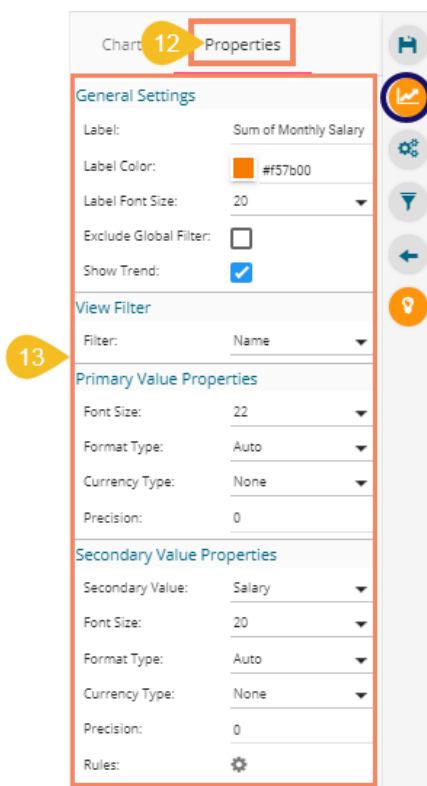 Chart 12 Properties
General Settings
Label: Sum of Monthly Salary
Label Color: #f57b00
Label Font Size: 20
Exclude Global Filter:
Show Trend:
View Filter
13
Filter: Name
Primary Value Properties
Font Size: 22
Format Type: Auto
Currency Type: None
Precision: 0
Secondary Value Properties
Secondary Value: Salary
Font Size: 20
Format Type: Auto
Currency Type: None
Precision: 0
Rules: